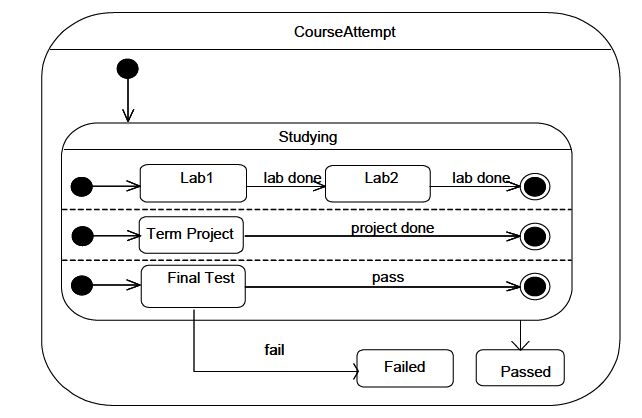 CourseAttempt
Studying
Lab1
lab done
Lab2
lab done
Term Project
project done
Final Test
pass
fail
Failed
Passed